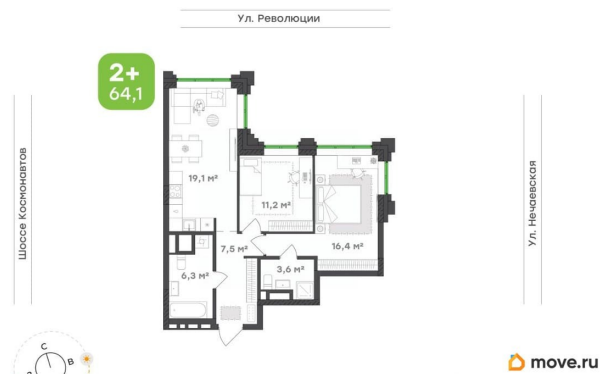 Ул. Революции
2+
64,1
Шоссе Космонавтов
19,1 м²
11,2 м²
16,4 м²
7,5 м²
3,6 м²
6,3 м²
Ул. Нечаевская
С
В
move.ru